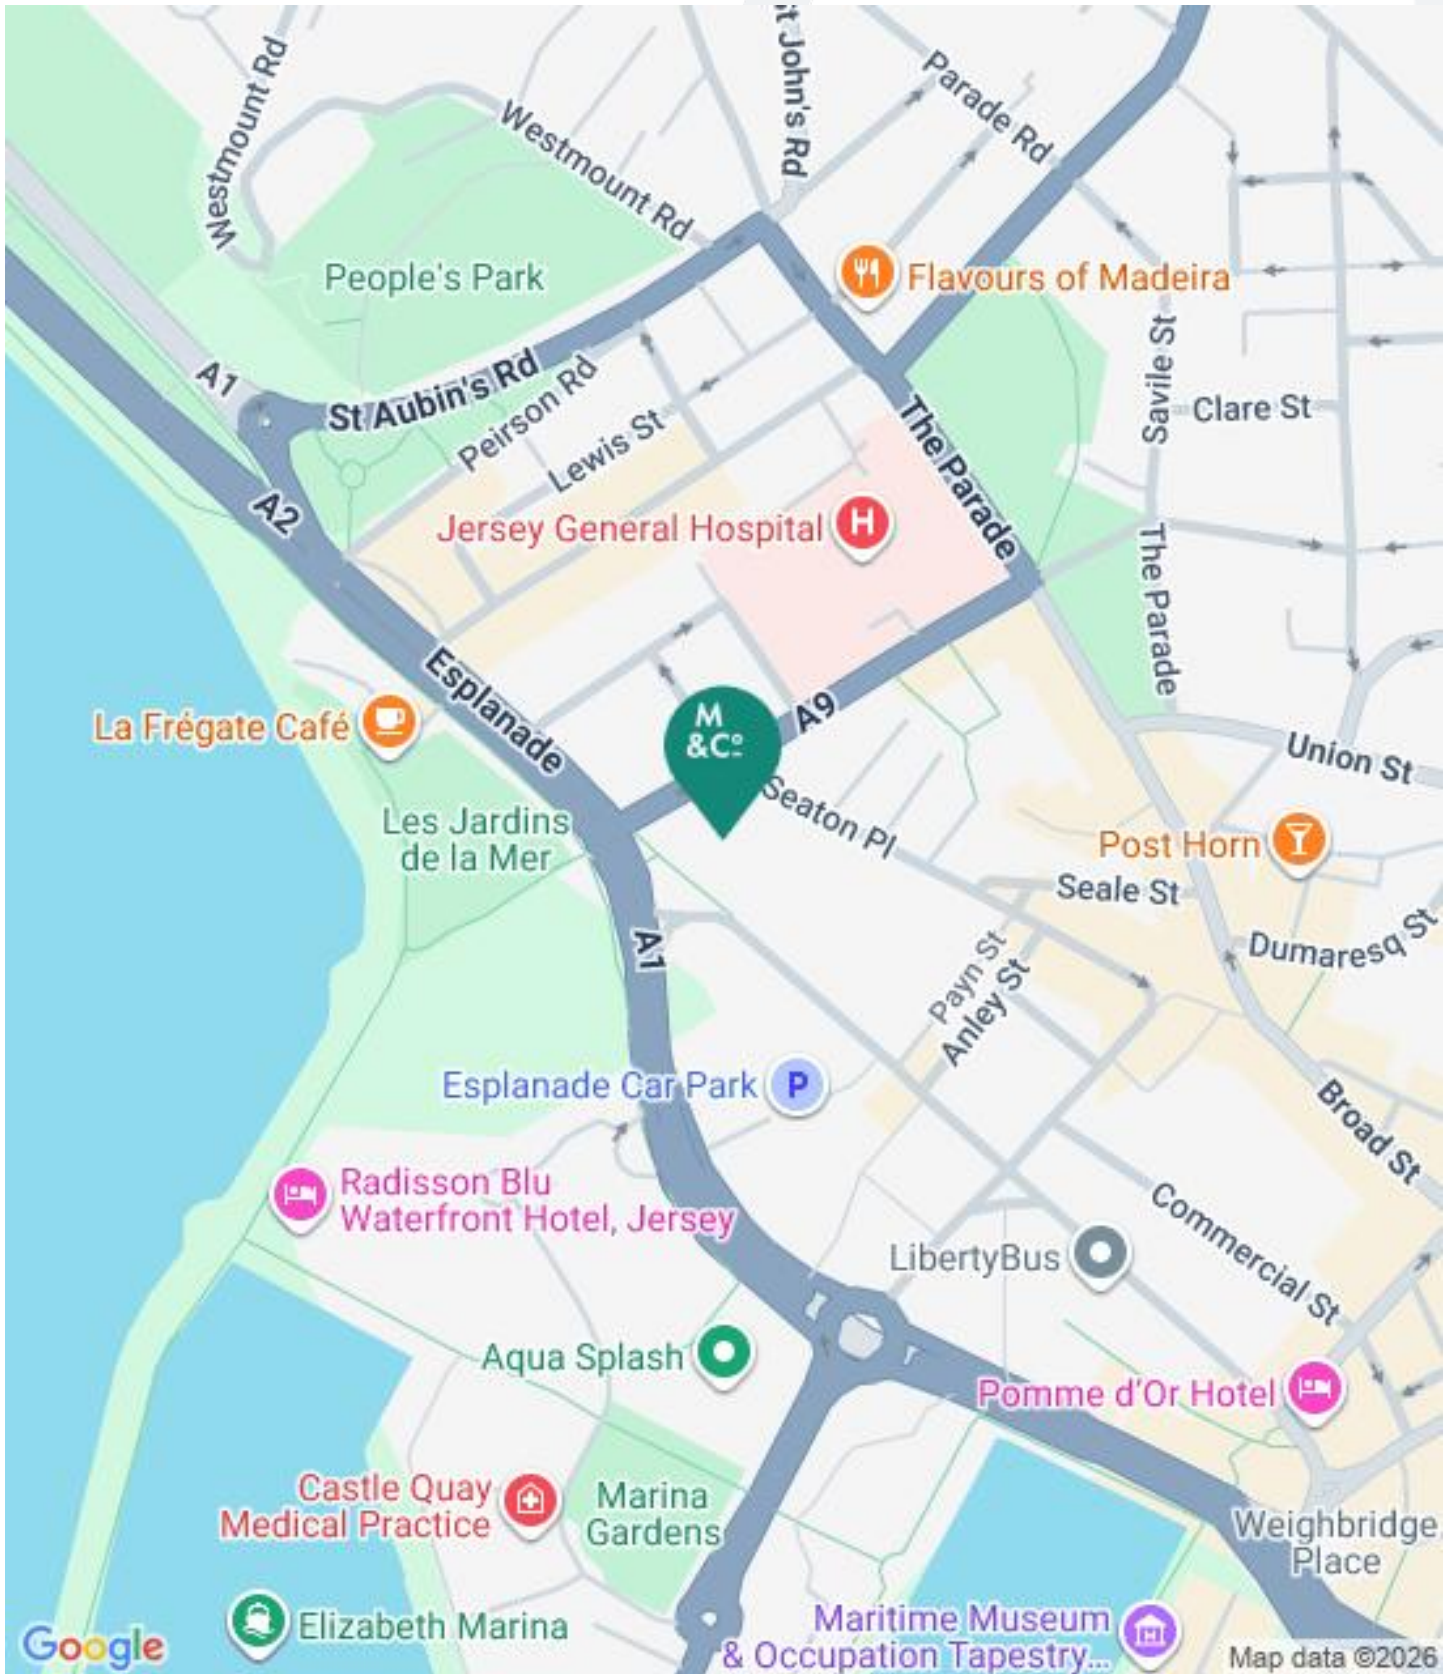 Westmount Rd
St John's Rd
Parade Rd
Westmount Rd
People's Park
Flavours of Madeira
A1
St Aubin's Rd
Peirson Rd
Lewis St
Saville St
Clare St
The Parade
A2
Jersey General Hospital
H
The Parade
Esplanade
La Frégate Café
M
&Co
A9
Union St
Seaton Pl
Les Jardins
de la Mer
Post Horn
Seale St
A1
Payn St
Anley St
Dumaresq St
Esplanade Car Park
P
Broad St
Radisson Blu
Waterfront Hotel, Jersey
Commercial St
LibertyBus
Aqua Splash
Pomme d'Or Hotel
Castle Quay
Medical Practice
Marina
Gardens
Weighbridge
Place
Elizabeth Marina
Maritime Museum
& Occupation Tapestry...
Google
Map data ©2026